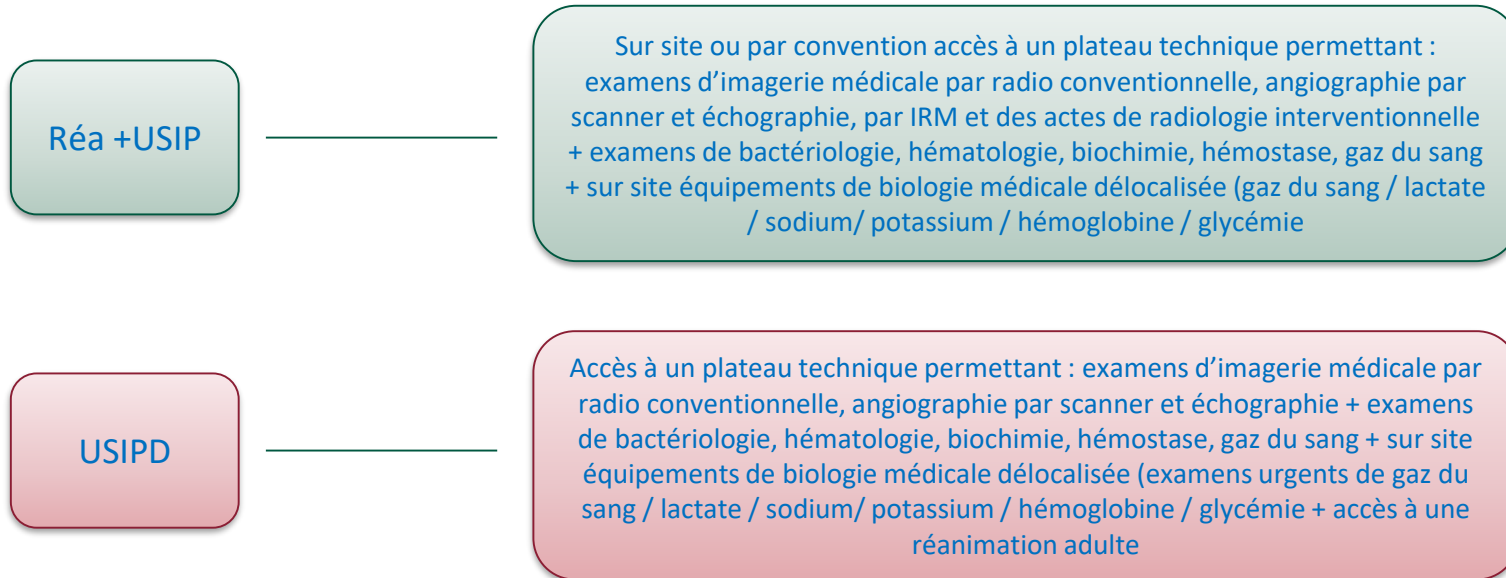 Réa +USIP
Sur site ou par convention accès à un plateau technique permettant :
examens d’imagerie médicale par radio conventionnelle, angiographie par
scanner et échographie, par IRM et des actes de radiologie interventionnelle
+ examens de bactériologie, hématologie, biochimie, hémostase, gaz du sang
+ sur site équipements de biologie médicale délocalisée (gaz du sang / lactate
/ sodium/ potassium / hémoglobine / glycémie
USIPD
Accès à un plateau technique permettant : examens d’imagerie médicale par
radio conventionnelle, angiographie par scanner et échographie + examens
de bactériologie, hématologie, biochimie, hémostase, gaz du sang + sur site
équipements de biologie médicale délocalisée (examens urgents de gaz du
sang / lactate / sodium/ potassium / hémoglobine / glycémie + accès à une
réanimation adulte